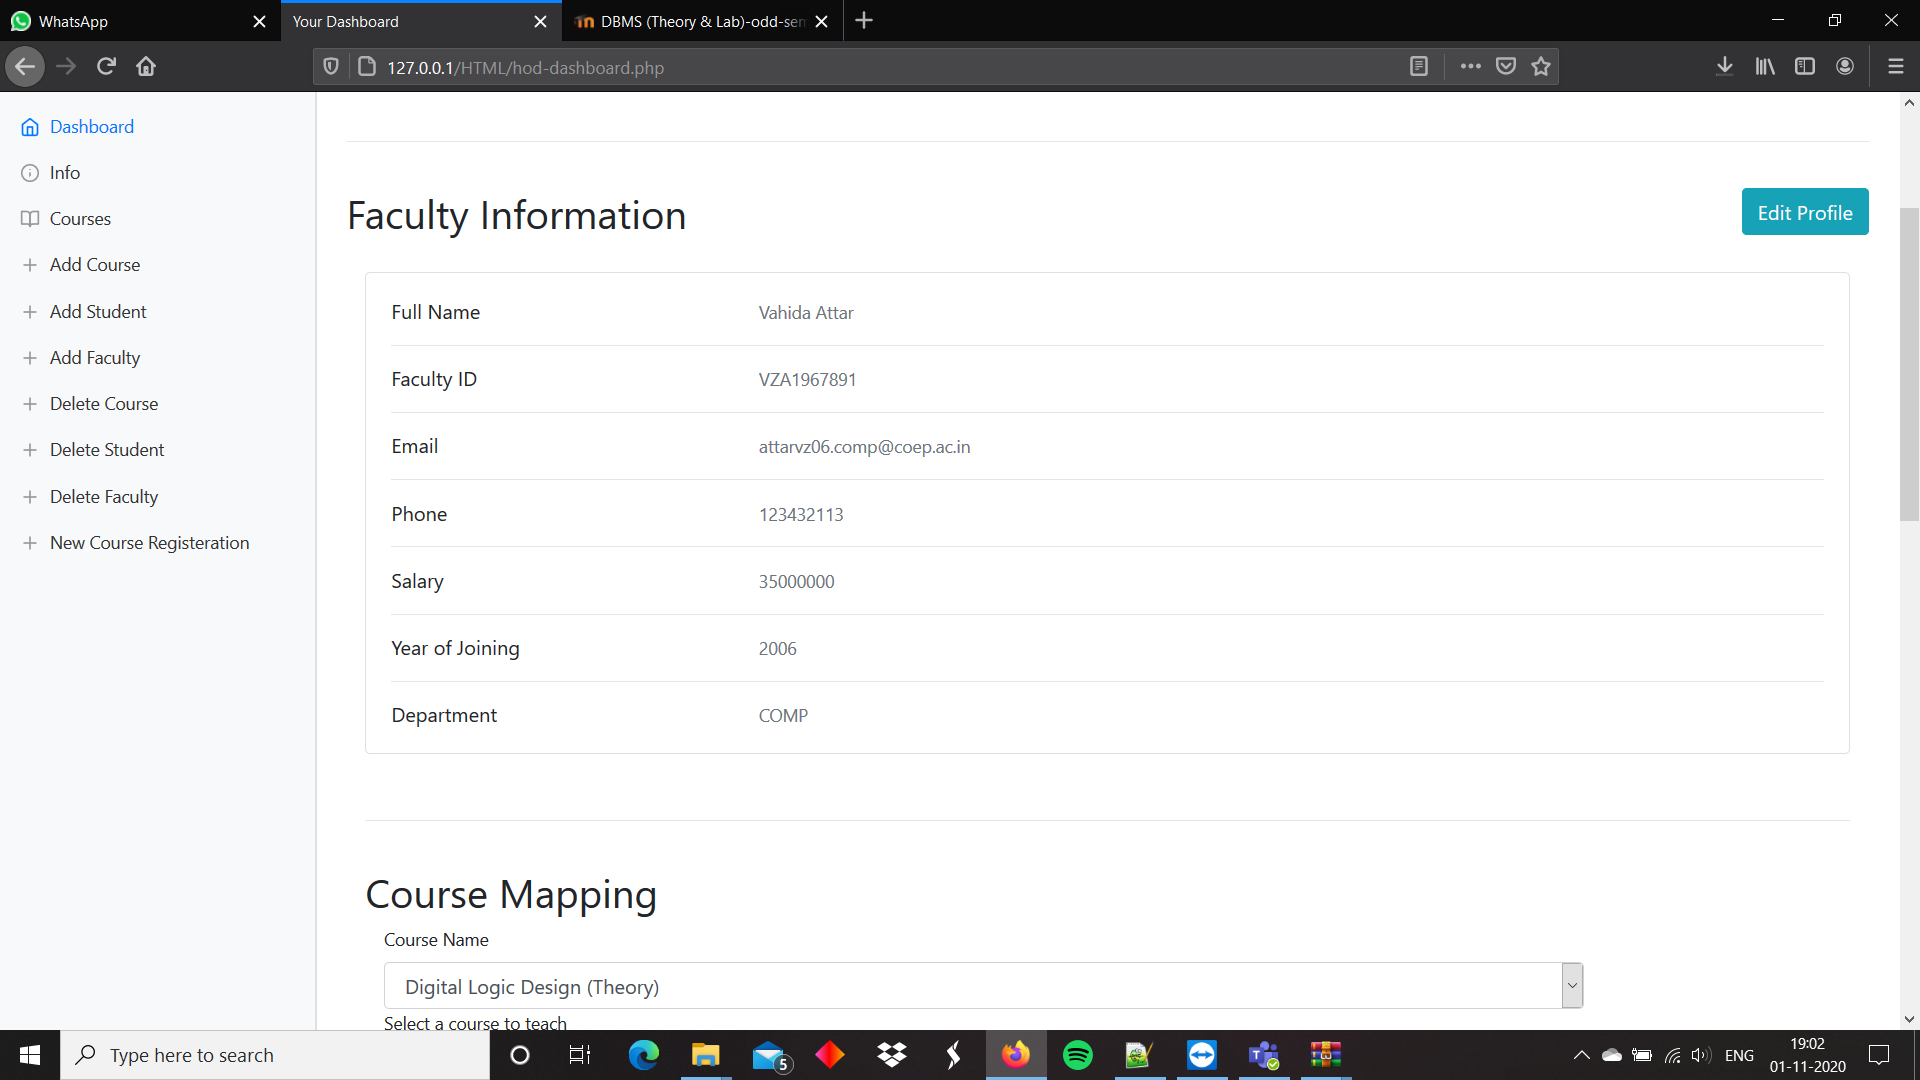 WhatsApp
Your Dashboard
DBMS (Theory & Lab)-odd-sem
127.0.0.1/HTML/hod-dashboard.php
Dashboard
Info
Courses
Add Course
Add Student
Add Faculty
Delete Course
Delete Student
Delete Faculty
New Course Registeration
Faculty Information
Edit Profile
Full Name Vahida Attar
Faculty ID VZA1967891
Email attarvz06.comp@coep.ac.in
Phone 123432113
Salary 35000000
Year of Joining 2006
Department COMP
Course Mapping
Course Name
Digital Logic Design (Theory)
Select a course to teach
Type here to search
5
ENG
19:02
01-11-2020